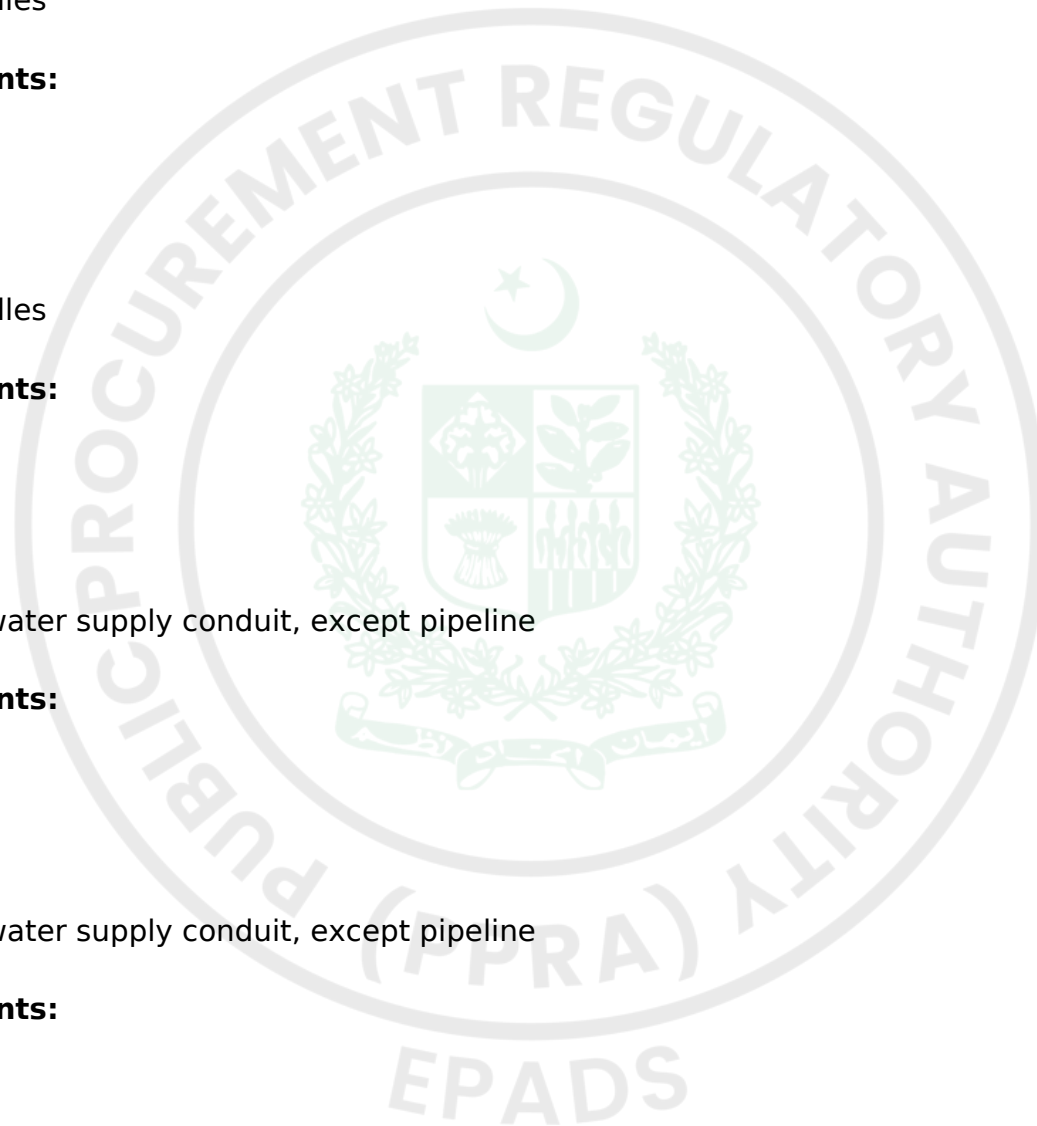 lles
nts:
lles
nts:
water supply conduit, except pipeline
nts:
water supply conduit, except pipeline
nts:
PUBLIC PROCUREMENT REGULATORY AUTHORITY
(PPRA)
EPADS